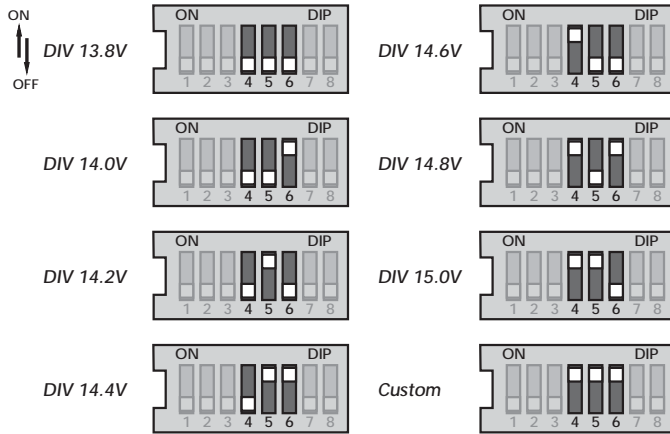 ON
OFF
DIV 13.8V
ON DIP
1 2 3 4 5 6 7 8
DIV 14.6V
ON DIP
1 2 3 4 5 6 7 8
DIV 14.0V
ON DIP
1 2 3 4 5 6 7 8
DIV 14.8V
ON DIP
1 2 3 4 5 6 7 8
DIV 14.2V
ON DIP
1 2 3 4 5 6 7 8
DIV 15.0V
ON DIP
1 2 3 4 5 6 7 8
DIV 14.4V
ON DIP
1 2 3 4 5 6 7 8
Custom
ON DIP
1 2 3 4 5 6 7 8